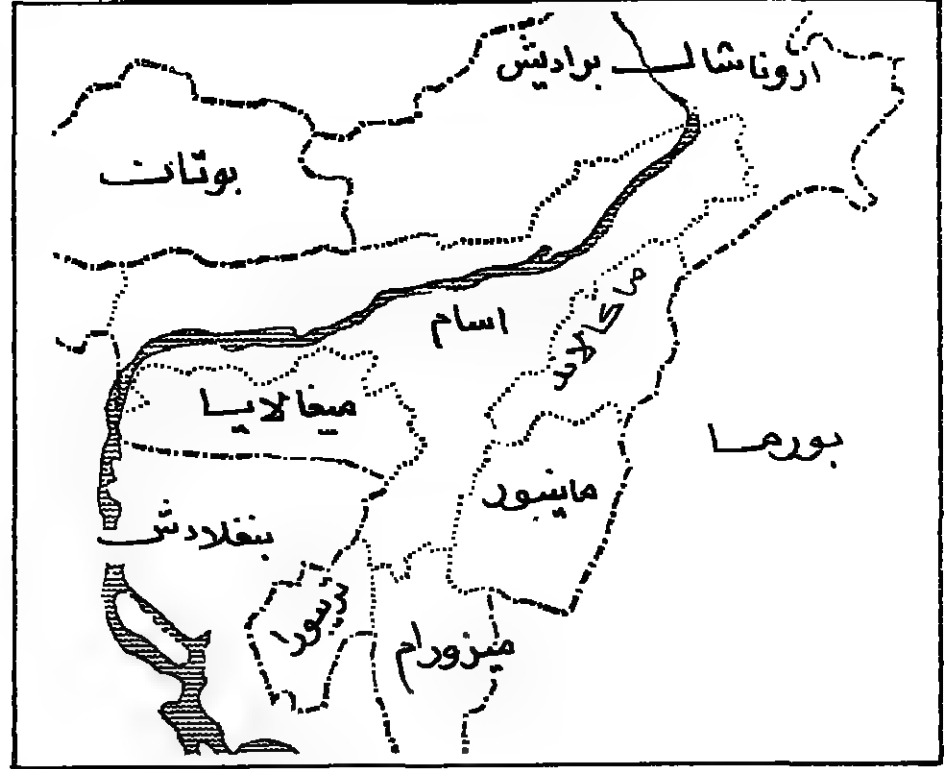 اروناشال براديش
بوتان
ماكالاند
اسام
ميغالايا
بورما
مانيبور
بنغلادش
تريبورا
ميزورام